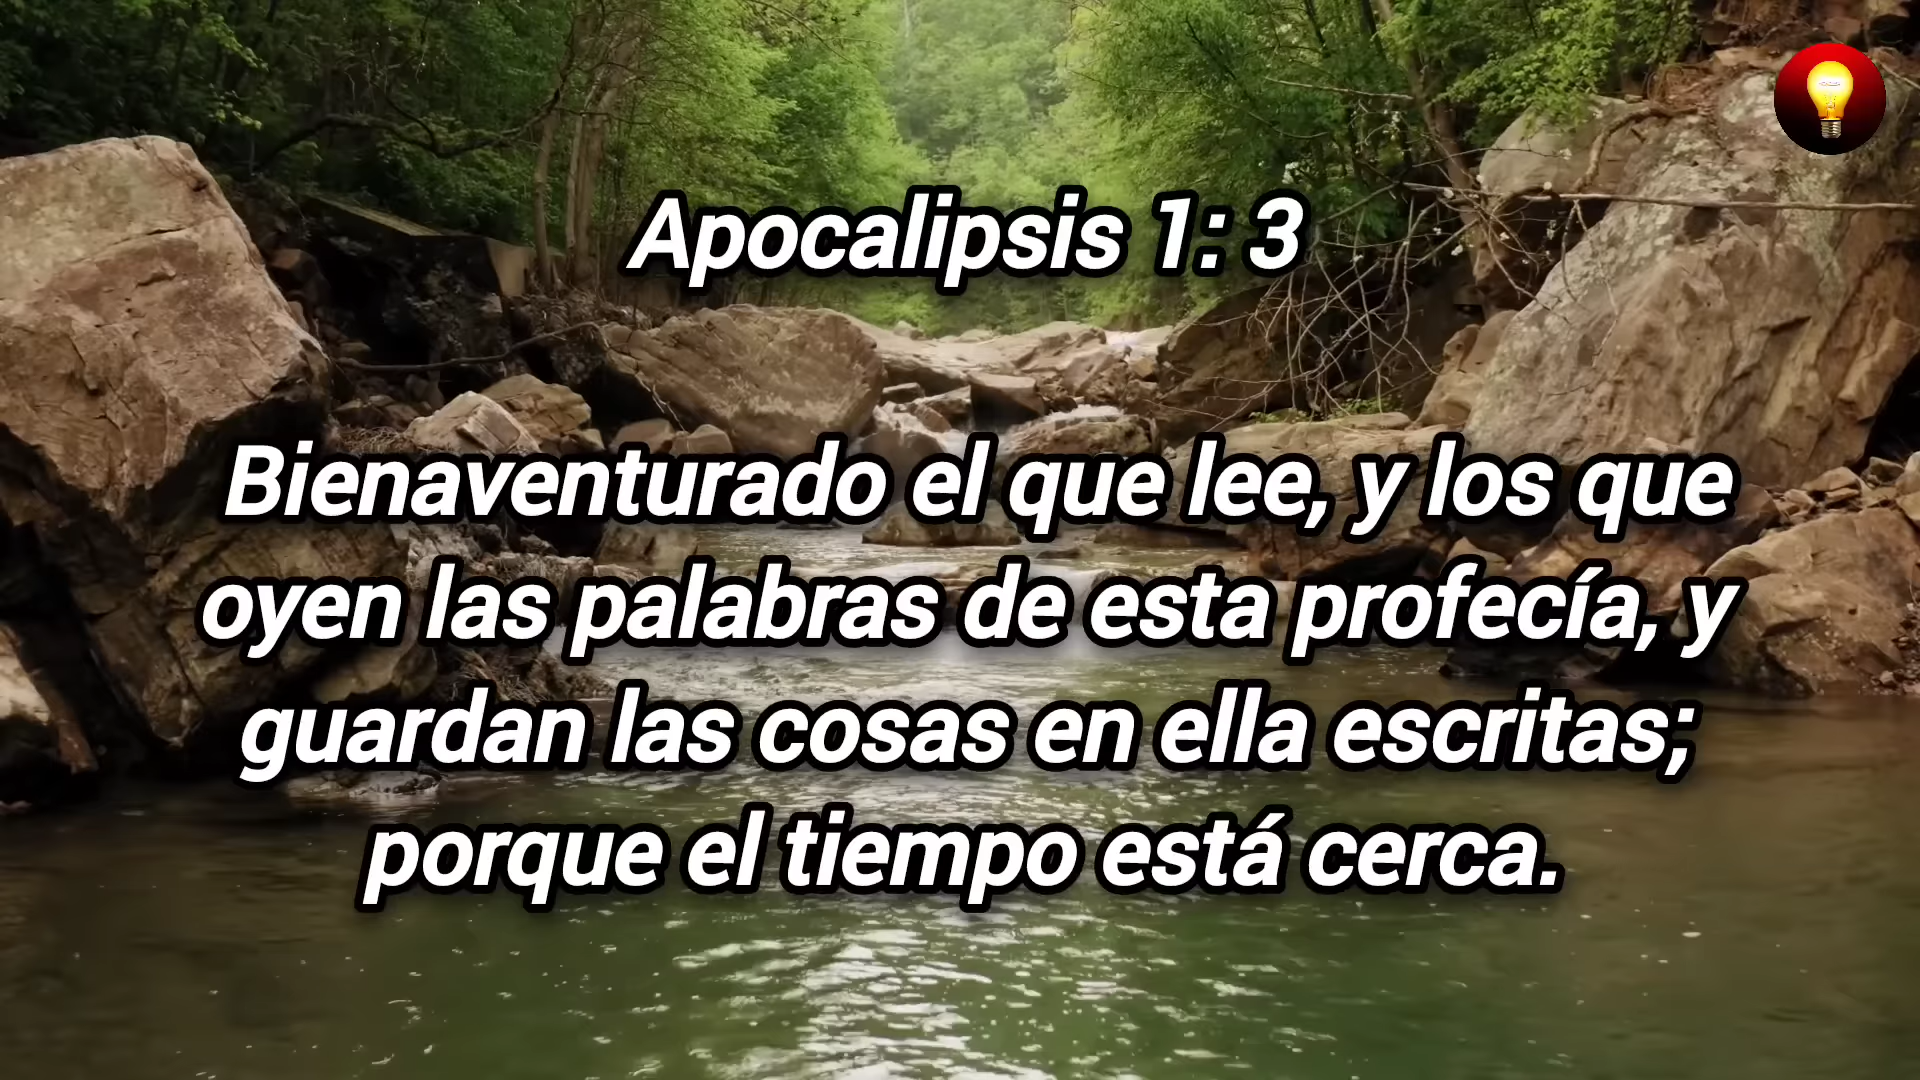 Apocalipsis 1: 3
Bienaventurado el que lee, y los que
oyen las palabras de esta profecía, y
guardan las cosas en ella escritas;
porque el tiempo está cerca.